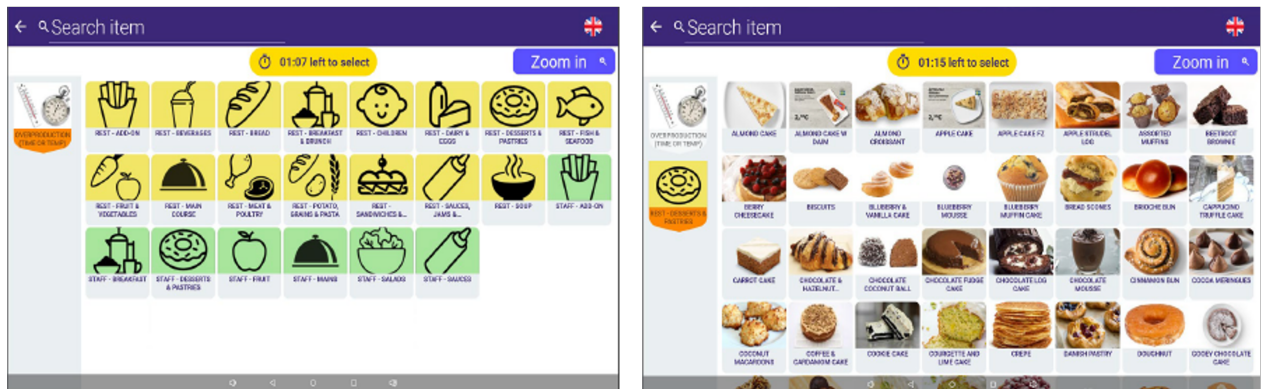 Search item
01:07 left to select
Zoom in
OVERPRODUCTION
(TIME OR TEMP)
REST - ADD-ON
REST - BEVERAGES
REST - BREAD
REST - BREAKFAST
& BRUNCH
REST - CHILDREN
REST - DAIRY &
EGGS
REST - DESSERTS &
PASTRIES
REST - FISH &
SEAFOOD
REST - FRUIT &
VEGETABLES
REST - MAIN
COURSE
REST - MEAT &
POULTRY
REST - POTATO,
GRAINS & PASTA
REST -
SANDWICHES &...
REST - SAUCES,
JAMS &...
REST - SOUP
STAFF - ADD-ON
STAFF - BREAKFAST
STAFF - DESSERTS
& PASTRIES
STAFF - FRUIT
STAFF - MAINS
STAFF - SALADS
STAFF - SAUCES
Search item
01:15 left to select
Zoom in
OVERPRODUCTION
(TIME OR TEMP)
REST - DESSERTS &
PASTRIES
ALMOND CAKE
ALMOND CAKE W
DAIM
ALMOND
CROISSANT
APPLE CAKE
APPLE CAKE FZ
APPLE STRUDEL
LOG
ASSORTED
MUFFINS
BEETROOT
BROWNIE
BERRY
CHEESECAKE
BISCUITS
BLUEBERRY &
VANILLA CAKE
BLUEBERRY
MOUSSE
BLUEBERRY
MUFFIN CAKE
BREAD SCONES
BRIOCHE BUN
CAPPUCINO
TRUFFLE CAKE
CARROT CAKE
CHOCOLATE &
HAZELNUT...
CHOCOLATE
COCONUT BALL
CHOCOLATE FUDGE
CAKE
CHOCOLATE LOG
CAKE
CHOCOLATE
MOUSSE
CINNAMON BUN
COCOA MERINGUES
COCONUT
MACAROONS
COFFEE &
CARDAMOM CAKE
COOKIE CAKE
COURGETTE AND
LIME CAKE
CREPE
DANISH PASTRY
DOUGHNUT
GOOEY CHOCOLATE
CAKE